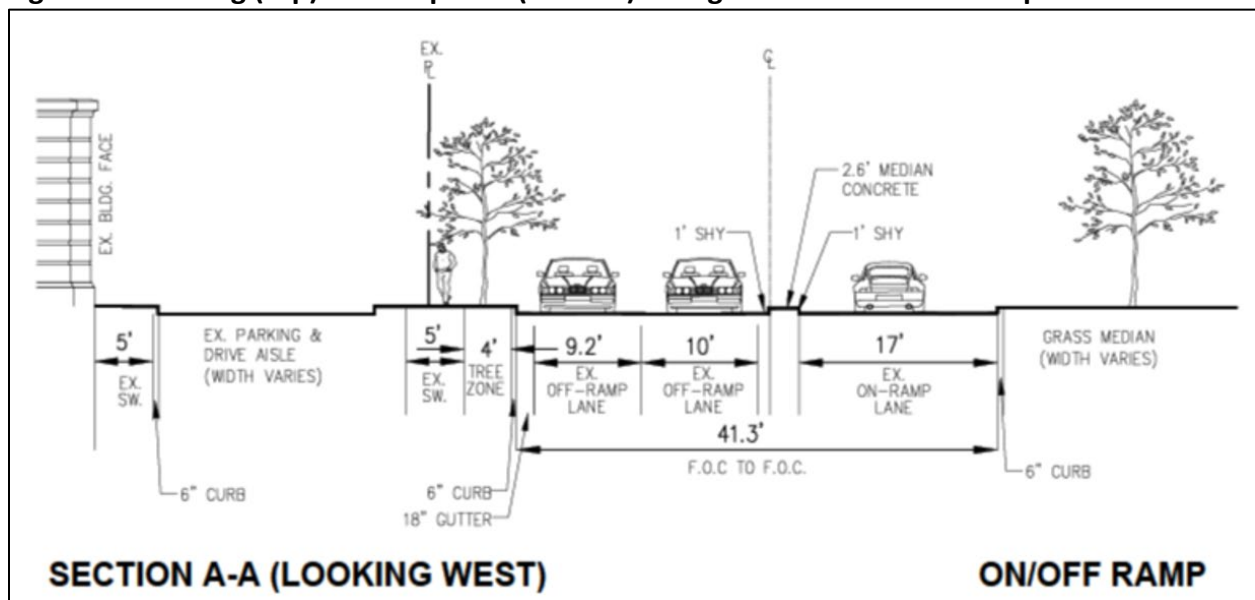 EX.
PL
CL
EX. BLDG. FACE
2.6' MEDIAN
CONCRETE
1' SHY
1' SHY
5'
EX.
SW.
EX. PARKING &
DRIVE AISLE
(WIDTH VARIES)
5'
EX.
SW.
4'
TREE
ZONE
9.2'
EX.
OFF-RAMP
LANE
10'
EX.
OFF-RAMP
LANE
17'
EX.
ON-RAMP
LANE
GRASS MEDIAN
(WIDTH VARIES)
41.3'
F.O.C TO F.O.C.
6" CURB
6" CURB
18" GUTTER
6" CURB
SECTION A-A (LOOKING WEST)
ON/OFF RAMP